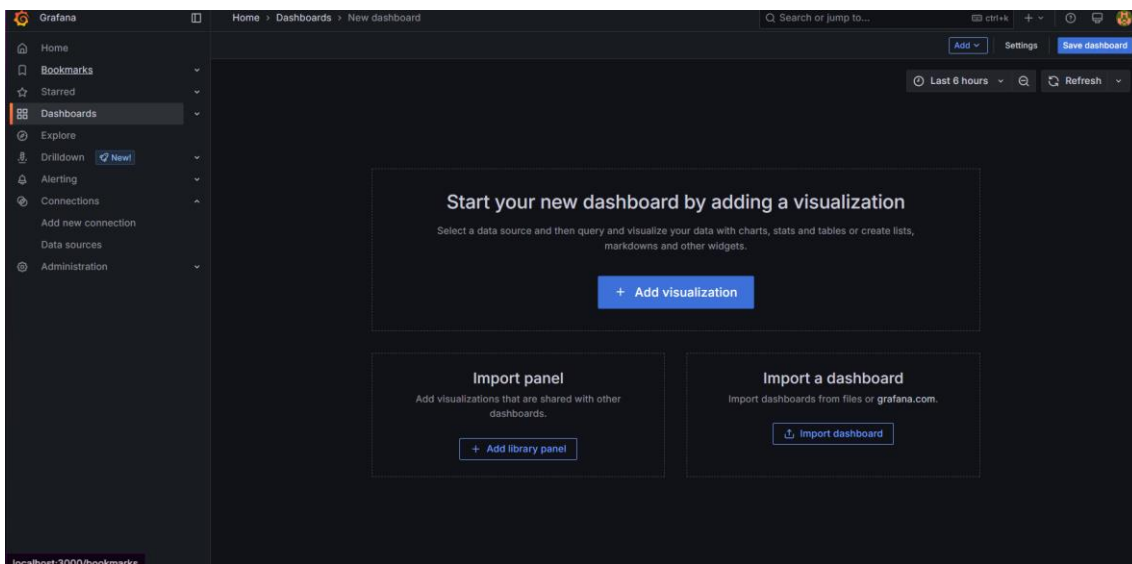 Grafana
Home › Dashboards › New dashboard
Search or jump to...
ctrl+k
Home
Add
Settings
Save dashboard
Bookmarks
Last 6 hours
Refresh
Starred
Dashboards
Explore
Drilldown
New!
Alerting
Connections
Add new connection
Data sources
Administration
Start your new dashboard by adding a visualization
Select a data source and then query and visualize your data with charts, stats and tables or create lists,
markdowns and other widgets.
+ Add visualization
Import panel
Add visualizations that are shared with other
dashboards.
+ Add library panel
Import a dashboard
Import dashboards from files or grafana.com.
Import dashboard
localhost:3000/bookmarks